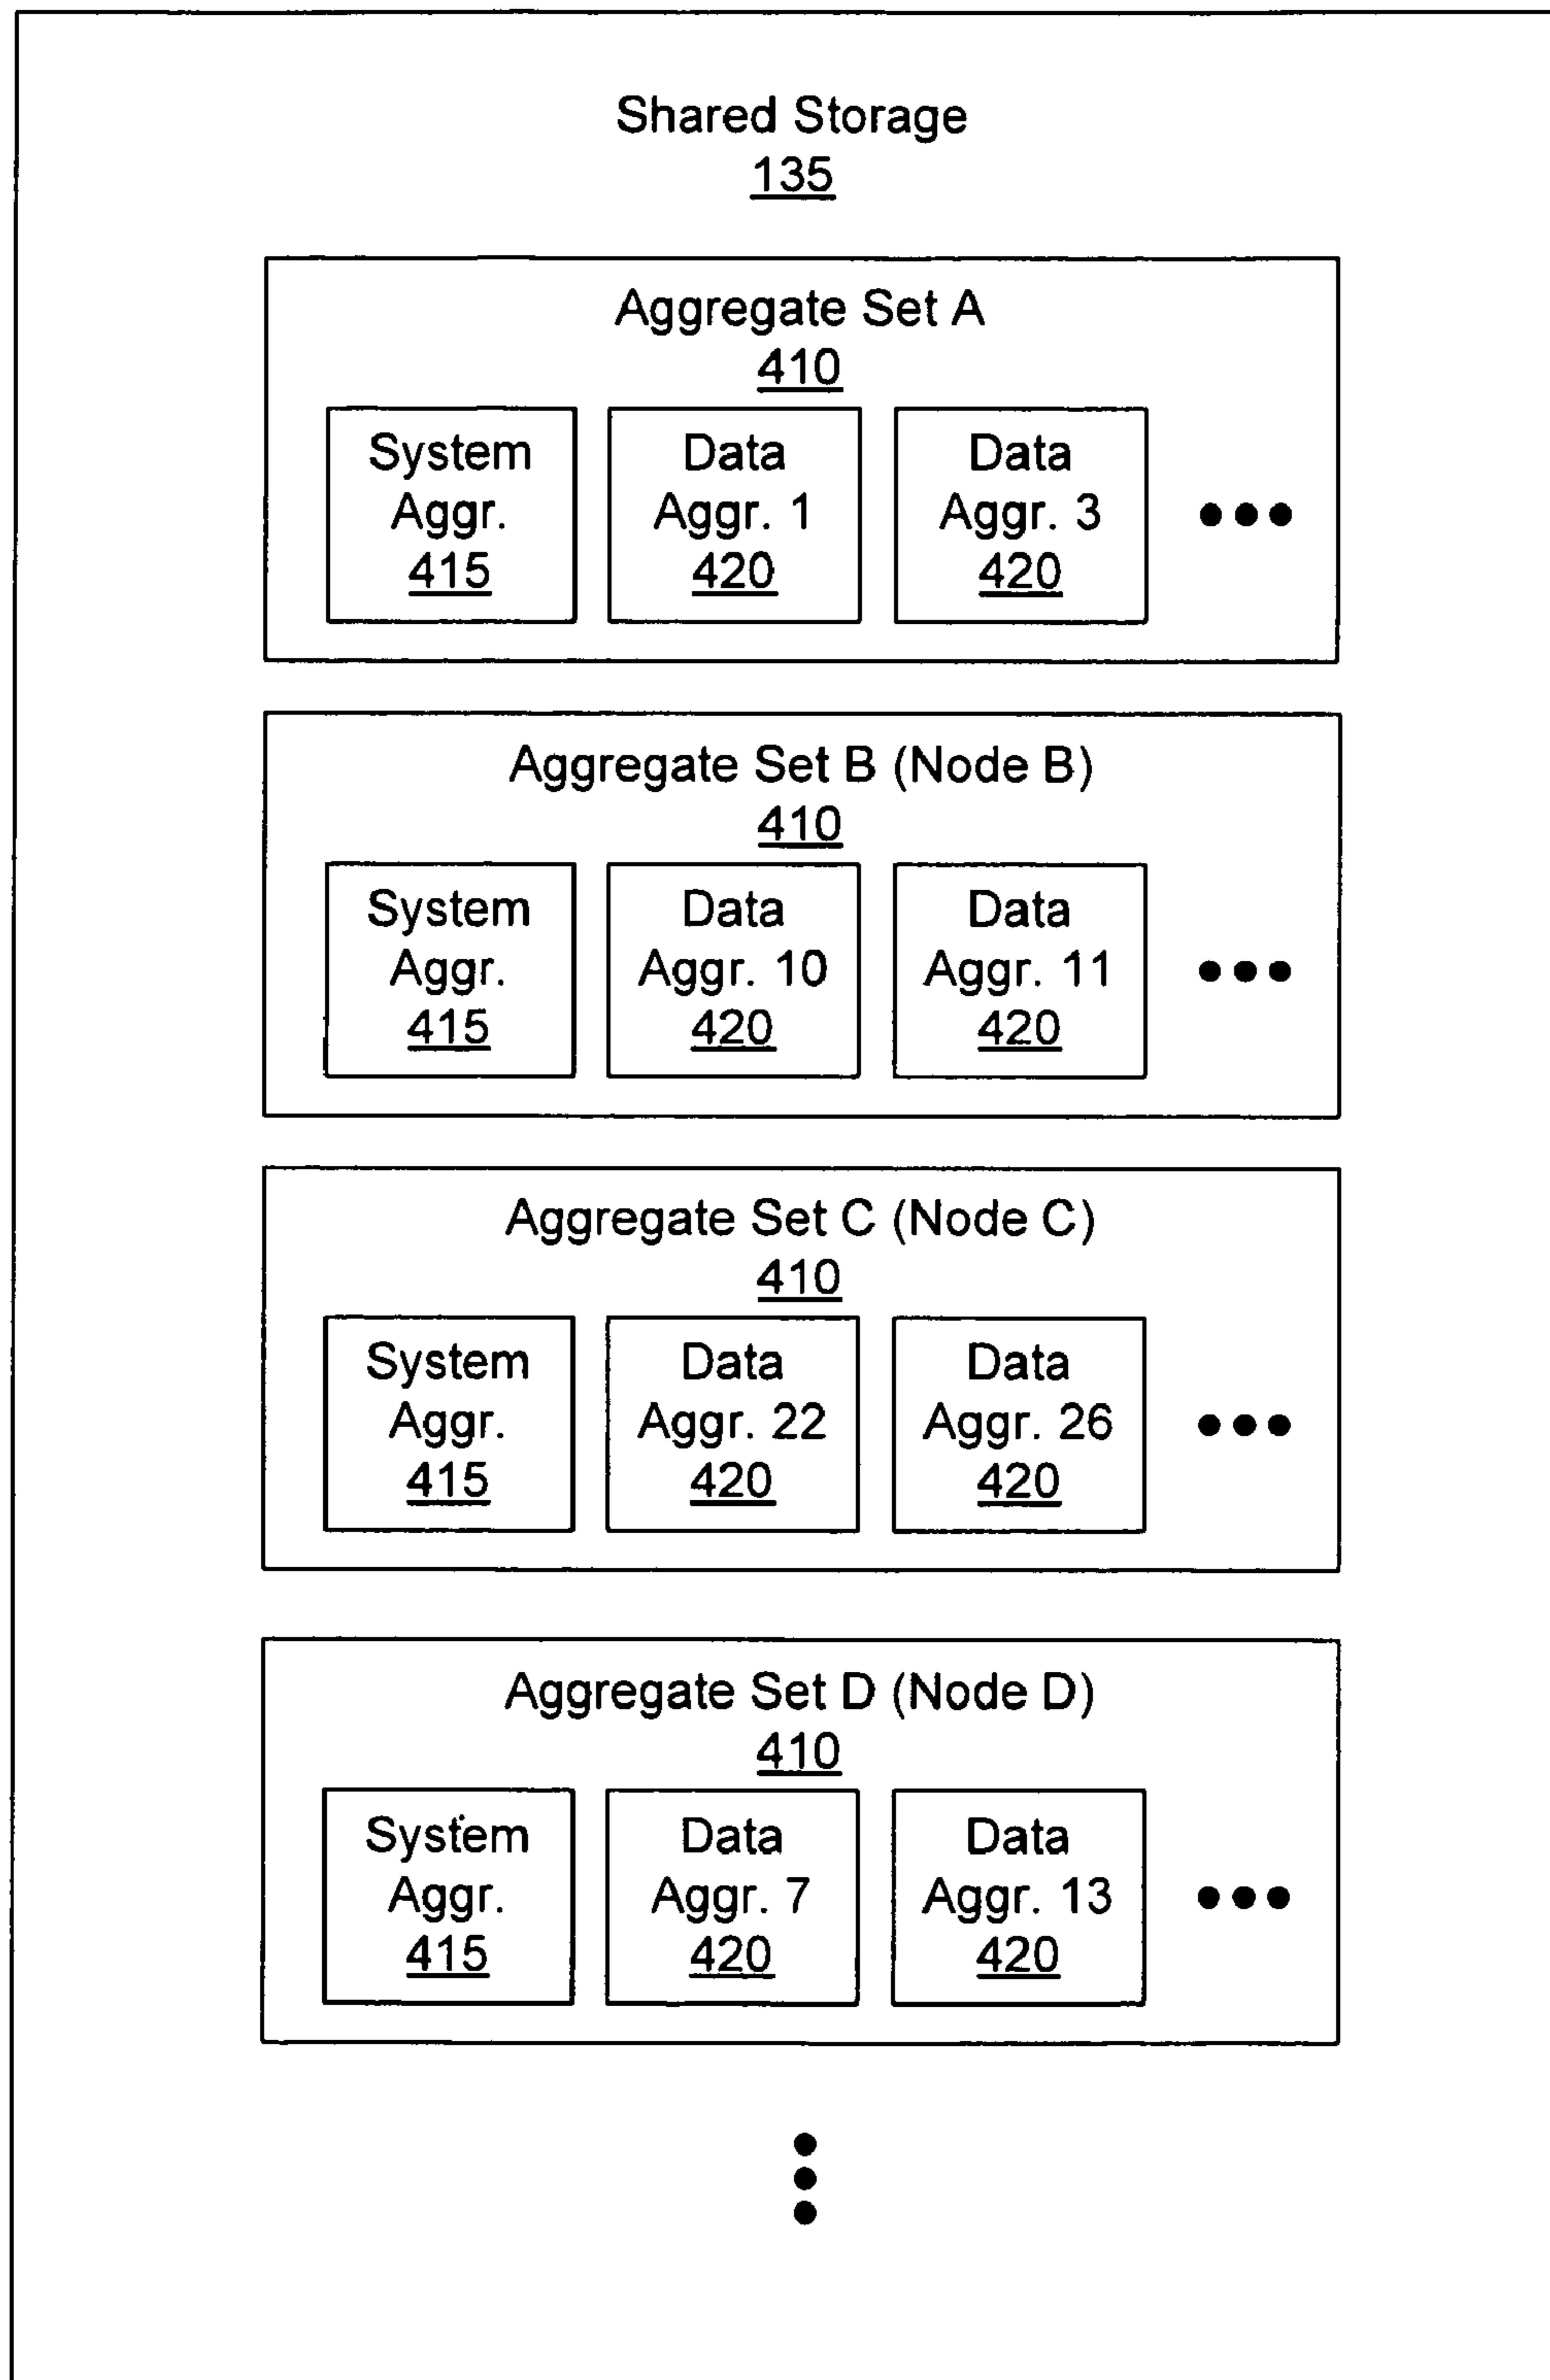 Shared Storage
135
Aggregate Set A
410
System
Aggr.
415
Data
Aggr. 1
420
Data
Aggr. 3
420
Aggregate Set B (Node B)
410
System
Aggr.
415
Data
Aggr. 10
420
Data
Aggr. 11
420
Aggregate Set C (Node C)
410
System
Aggr.
415
Data
Aggr. 22
420
Data
Aggr. 26
420
Aggregate Set D (Node D)
410
System
Aggr.
415
Data
Aggr. 7
420
Data
Aggr. 13
420